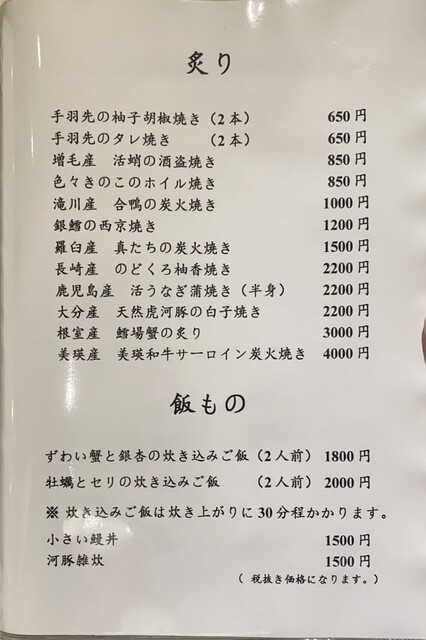 炙り
手羽先の柚子胡椒焼き（2本） 650円
手羽先のタレ焼き （2本） 650円
増毛産 活蛸の酒盗焼き 850円
色々きのこのホイル焼き 850円
滝川産 合鴨の炭火焼き 1000円
銀鱈の西京焼き 1200円
羅臼産 真たちの炭火焼き 1500円
長崎産 のどくろ柚香焼き 2200円
鹿児島産 活うなぎ蒲焼き（半身） 2200円
大分産 天然虎河豚の白子焼き 2200円
根室産 鱈場蟹の炙り 3000円
美瑛産 美瑛和牛サーロイン炭火焼き 4000円
飯もの
ずわい蟹と銀杏の炊き込みご飯（2人前） 1800円
牡蠣とセリの炊き込みご飯 （2人前） 2000円
※ 炊き込みご飯は炊き上がりに30分程かかります。
小さい鰻丼 1500円
河豚雑炊 1500円
（ 税抜き価格になります。）